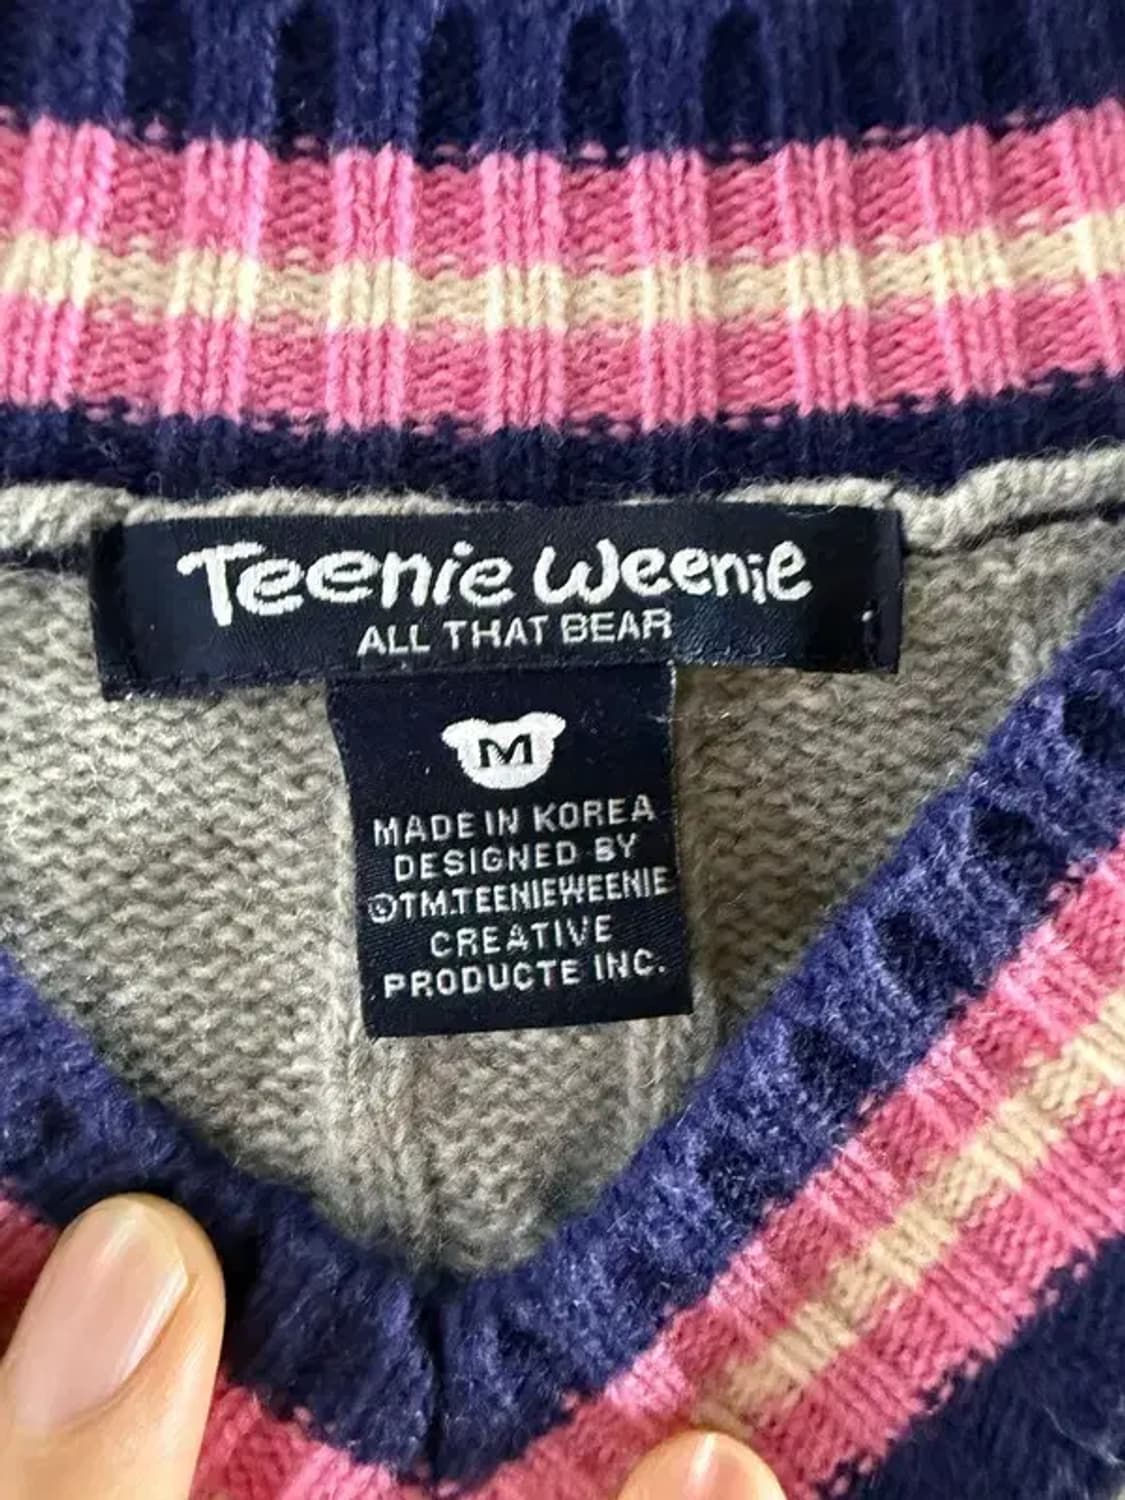 Teenie Weenie
ALL THAT BEAR
M
MADE IN KOREA
DESIGNED BY
©TM.TEENIEWEENIE
CREATIVE
PRODUCTE INC.